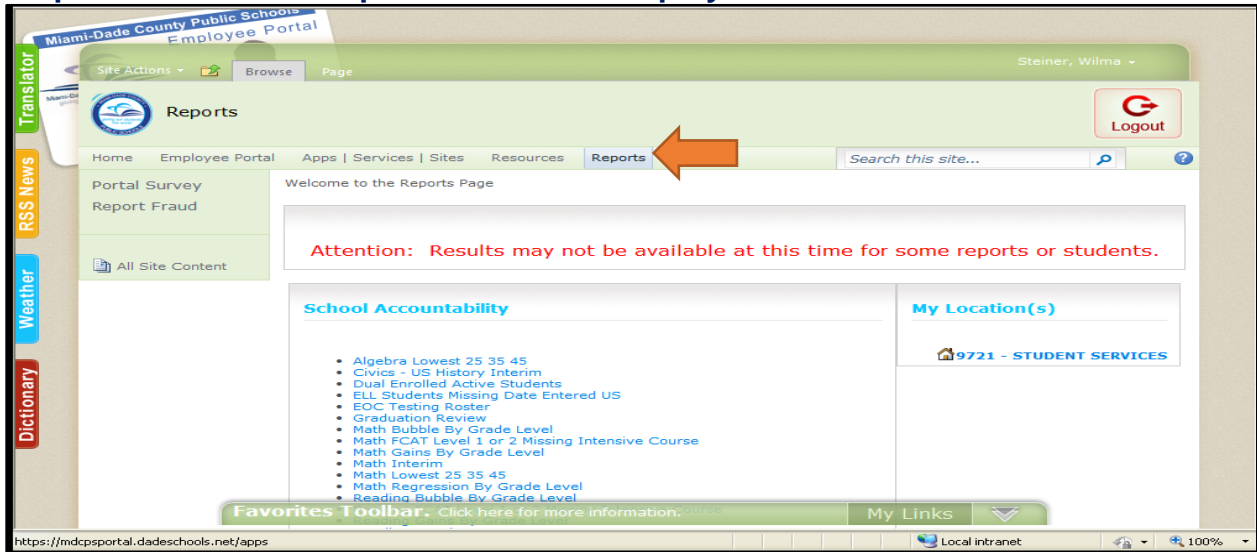 Miami-Dade County Public Schools
Employee Portal
Steiner, Wilma
Site Actions
Browse
Page
Reports
Logout
Home
Employee Portal
Apps | Services | Sites
Resources
Reports
Search this site...
Portal Survey
Report Fraud
All Site Content
Welcome to the Reports Page
Attention: Results may not be available at this time for some reports or students.
School Accountability
Algebra Lowest 25 35 45
Civics - US History Interim
Dual Enrolled Active Students
ELL Students Missing Date Entered US
EOC Testing Roster
Graduation Review
Math Bubble By Grade Level
Math FCAT Level 1 or 2 Missing Intensive Course
Math Gains By Grade Level
Math Interim
Math Lowest 25 35 45
Math Regression By Grade Level
Reading Bubble By Grade Level
My Location(s)
9721 - STUDENT SERVICES
Translator
RSS News
Weather
Dictionary
Favorites Toolbar. Click here for more information.
My Links
https://mdcpsportal.dadeschools.net/apps
Local intranet
100%